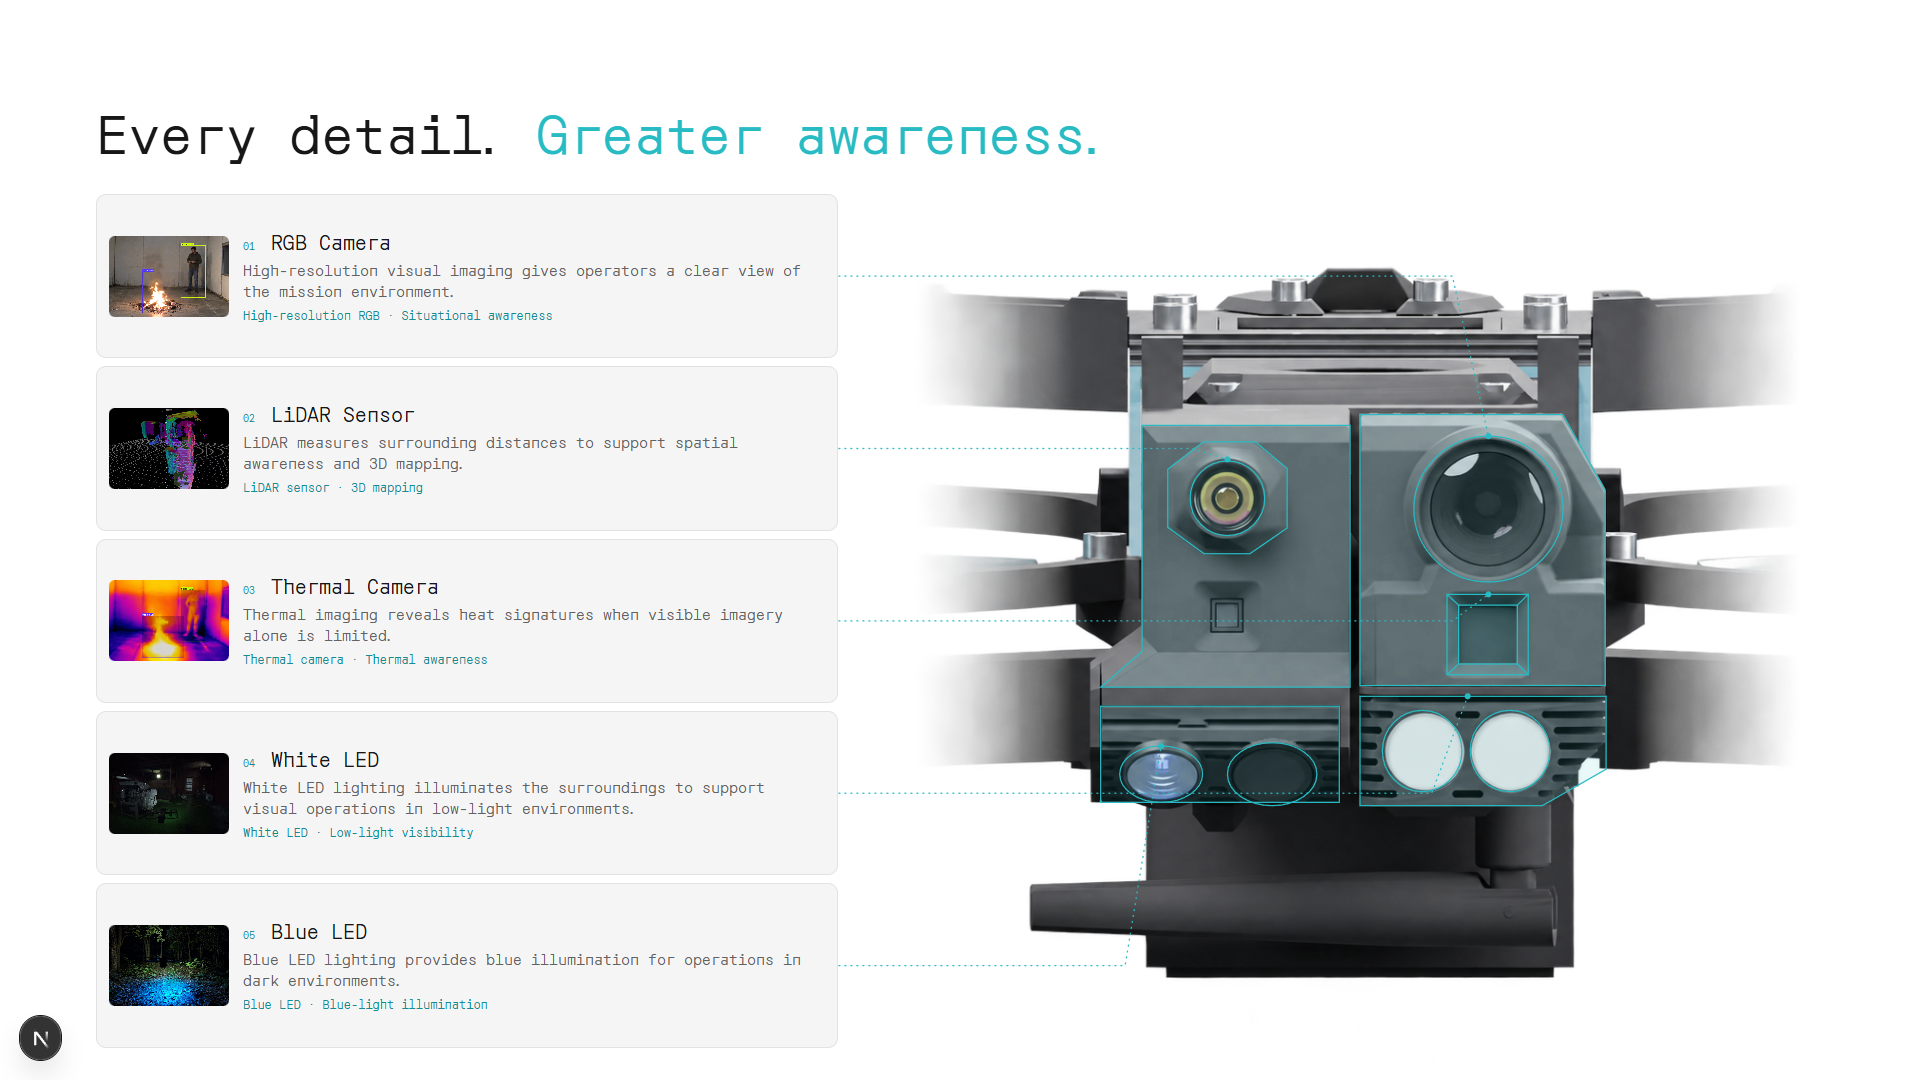 Every detail. Greater awareness.
01 RGB Camera
High-resolution visual imaging gives operators a clear view of
the mission environment.
High-resolution RGB · Situational awareness
02 LiDAR Sensor
LiDAR measures surrounding distances to support spatial
awareness and 3D mapping.
LiDAR sensor · 3D mapping
03 Thermal Camera
Thermal imaging reveals heat signatures when visible imagery
alone is limited.
Thermal camera · Thermal awareness
04 White LED
White LED lighting illuminates the surroundings to support
visual operations in low-light environments.
White LED · Low-light visibility
05 Blue LED
Blue LED lighting provides blue illumination for operations in
dark environments.
Blue LED · Blue-light illumination
N